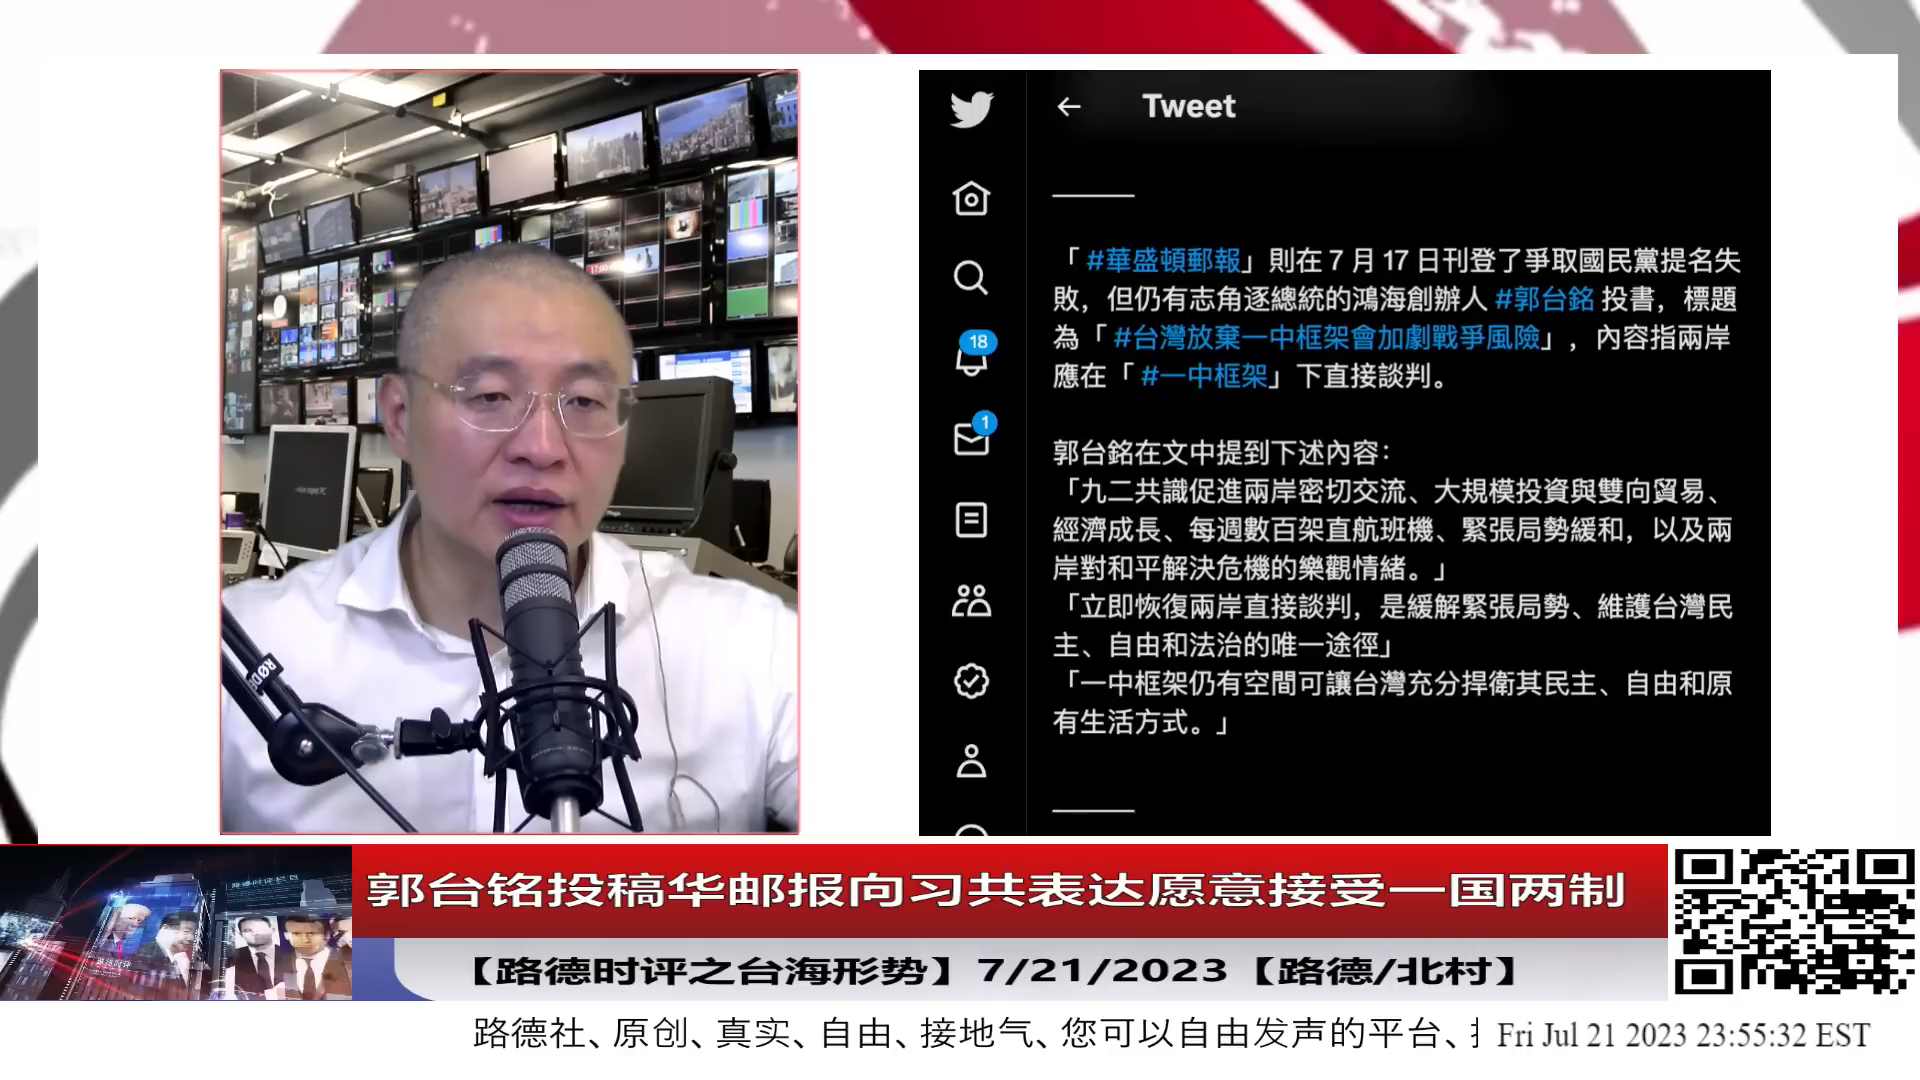 Tweet
「 #華盛頓郵報」則在 7 月 17 日刊登了爭取國民黨提名失
敗，但仍有志角逐總統的鴻海創辦人 #郭台銘 投書，標題
為「 #台灣放棄一中框架會加劇戰爭風險」，內容指兩岸
應在「 #一中框架」下直接談判。
郭台銘在文中提到下述內容：
「九二共識促進兩岸密切交流、大規模投資與雙向貿易、
經濟成長、每週數百架直航班機、緊張局勢緩和，以及兩
岸對和平解決危機的樂觀情緒。」
「立即恢復兩岸直接談判，是緩解緊張局勢、維護台灣民
主、自由和法治的唯一途徑」
「一中框架仍有空間可讓台灣充分捍衛其民主、自由和原
有生活方式。」
18
1
RØDE
郭台铭投稿华邮报向习共表达愿意接受一国两制
【路德时评之台海形势】7/21/2023【路德/北村】
路德社、原创、真实、自由、接地气、您可以自由发声的平台、
Fri Jul 21 2023 23:55:32 EST